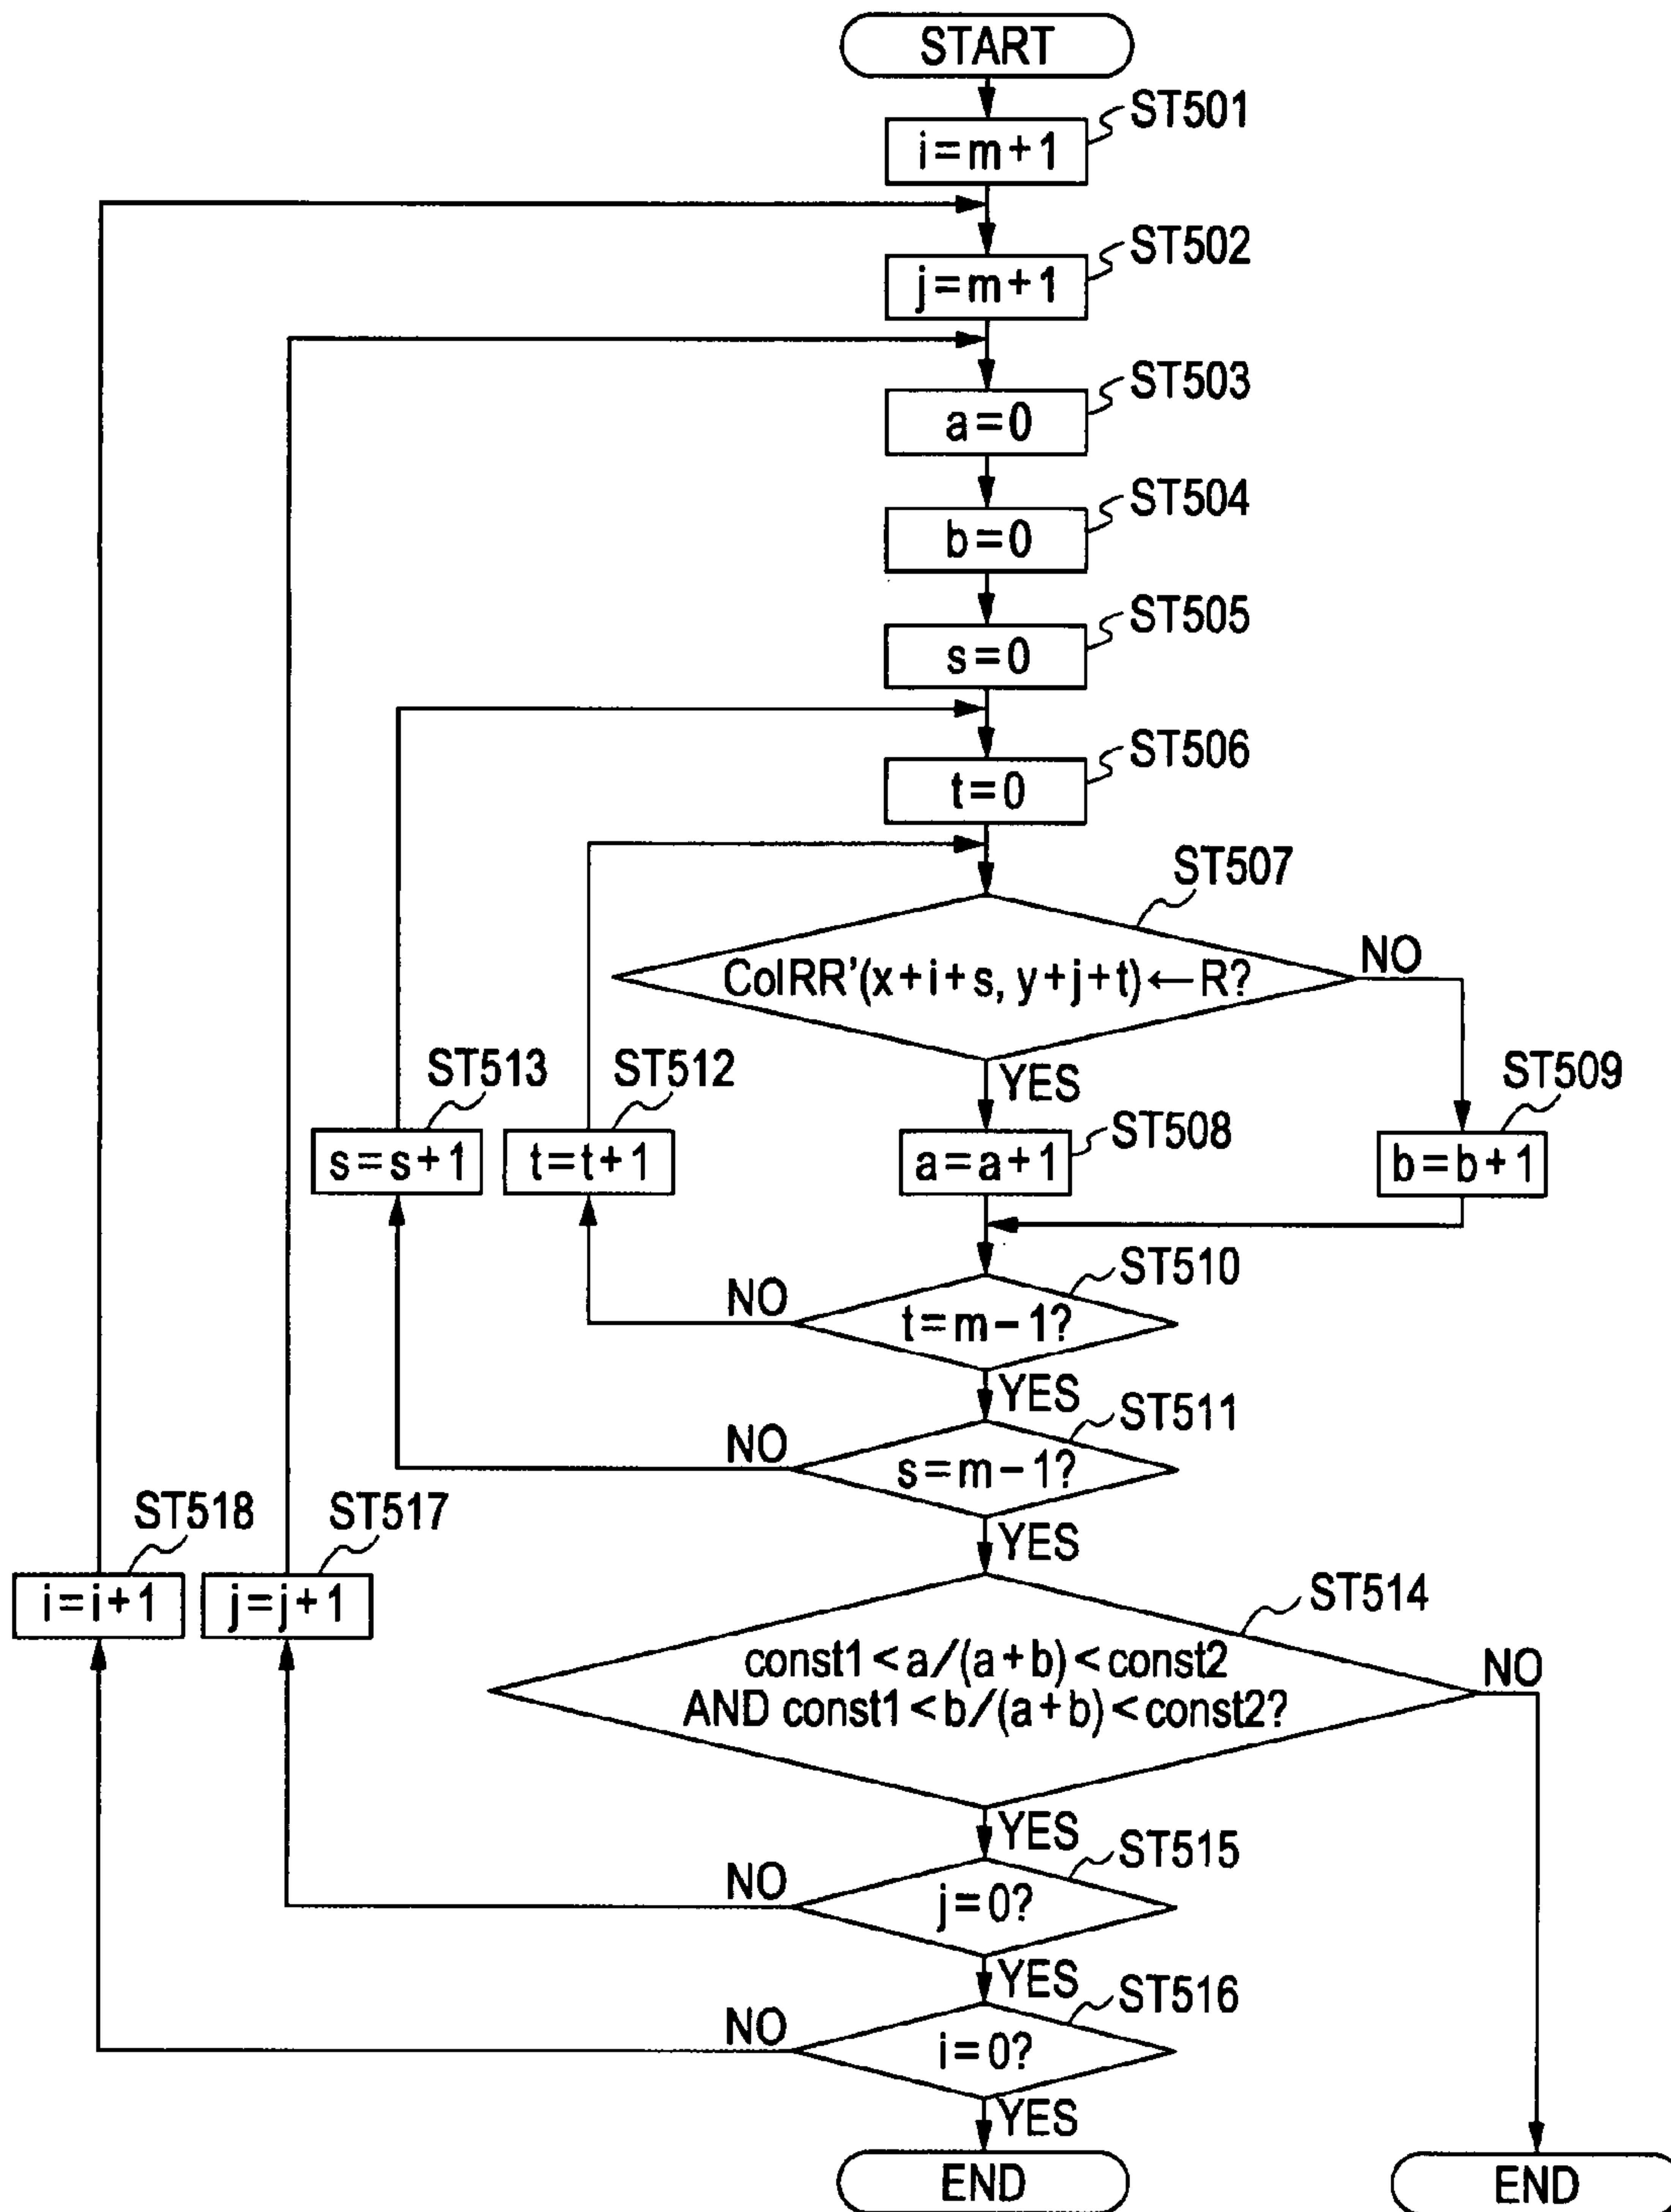 START
ST501
i=m+1
ST502
j=m+1
ST503
a=0
ST504
b=0
ST505
s=0
ST506
t=0
ST507
ColRR'(x+i+s, y+j+t)←R?
NO
YES
ST513
ST512
ST508
ST509
s=s+1
t=t+1
a=a+1
b=b+1
ST510
NO
t=m-1?
YES
ST511
NO
s=m-1?
YES
ST518
ST517
i=i+1
j=j+1
ST514
const1<a/(a+b)<const2
AND const1<b/(a+b)<const2?
NO
YES
ST515
NO
j=0?
YES
ST516
NO
i=0?
YES
END
END